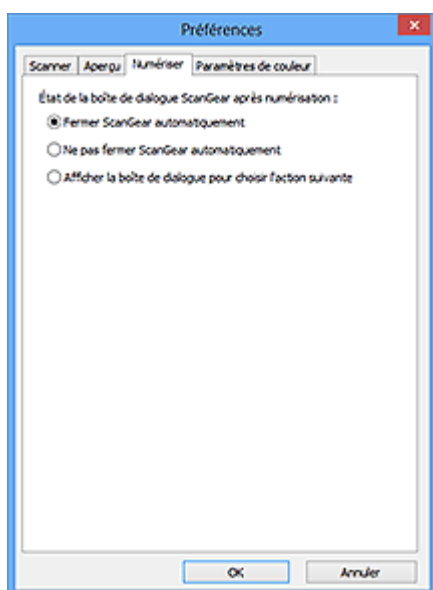 Préférences
Scanner Aperçu Numériser Paramètres de couleur
État de la boîte de dialogue ScanGear après numérisation :
Fermer ScanGear automatiquement
Ne pas fermer ScanGear automatiquement
Afficher la boîte de dialogue pour choisir l'action suivante
OK Annuler